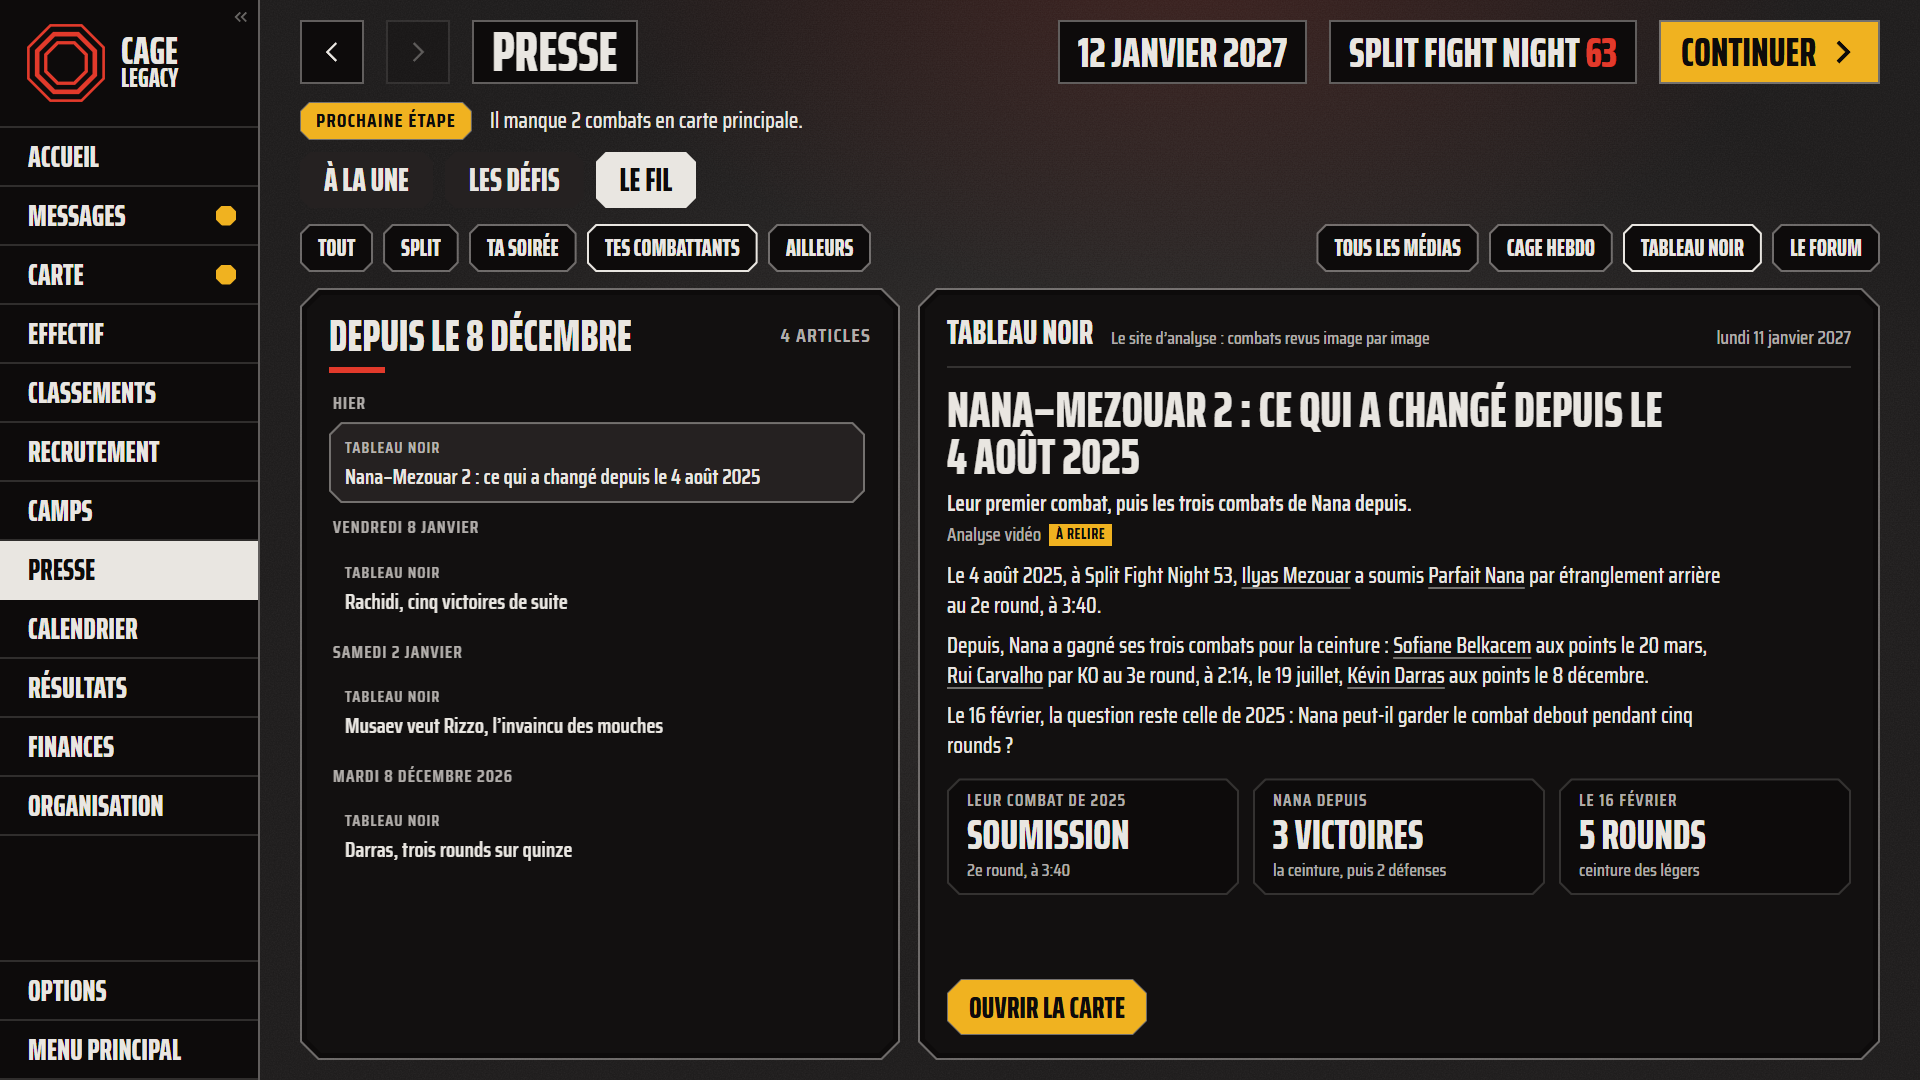 CAGE
LEGACY
ACCUEIL
MESSAGES
CARTE
EFFECTIF
CLASSEMENTS
RECRUTEMENT
CAMPS
PRESSE
CALENDRIER
RÉSULTATS
FINANCES
ORGANISATION
OPTIONS
MENU PRINCIPAL
PRESSE
12 JANVIER 2027
SPLIT FIGHT NIGHT 63
CONTINUER
PROCHAINE ÉTAPE
Il manque 2 combats en carte principale.
À LA UNE
LES DÉFIS
LE FIL
TOUT
SPLIT
TA SOIRÉE
TES COMBATTANTS
AILLEURS
TOUS LES MÉDIAS
CAGE HEBDO
TABLEAU NOIR
LE FORUM
DEPUIS LE 8 DÉCEMBRE
4 ARTICLES
HIER
TABLEAU NOIR
Nana–Mezouar 2 : ce qui a changé depuis le 4 août 2025
VENDREDI 8 JANVIER
TABLEAU NOIR
Rachidi, cinq victoires de suite
SAMEDI 2 JANVIER
TABLEAU NOIR
Musaev veut Rizzo, l’invaincu des mouches
MARDI 8 DÉCEMBRE 2026
TABLEAU NOIR
Darras, trois rounds sur quinze
TABLEAU NOIR
Le site d’analyse : combats revus image par image
lundi 11 janvier 2027
NANA–MEZOUAR 2 : CE QUI A CHANGÉ DEPUIS LE
4 AOÛT 2025
Leur premier combat, puis les trois combats de Nana depuis.
Analyse vidéo
À RELIRE
Le 4 août 2025, à Split Fight Night 53, Ilyas Mezouar a soumis Parfait Nana par étranglement arrière
au 2e round, à 3:40.
Depuis, Nana a gagné ses trois combats pour la ceinture : Sofiane Belkacem aux points le 20 mars,
Rui Carvalho par KO au 3e round, à 2:14, le 19 juillet, Kévin Darras aux points le 8 décembre.
Le 16 février, la question reste celle de 2025 : Nana peut-il garder le combat debout pendant cinq
rounds ?
LEUR COMBAT DE 2025
SOUMISSION
2e round, à 3:40
NANA DEPUIS
3 VICTOIRES
la ceinture, puis 2 défenses
LE 16 FÉVRIER
5 ROUNDS
ceinture des légers
OUVRIR LA CARTE